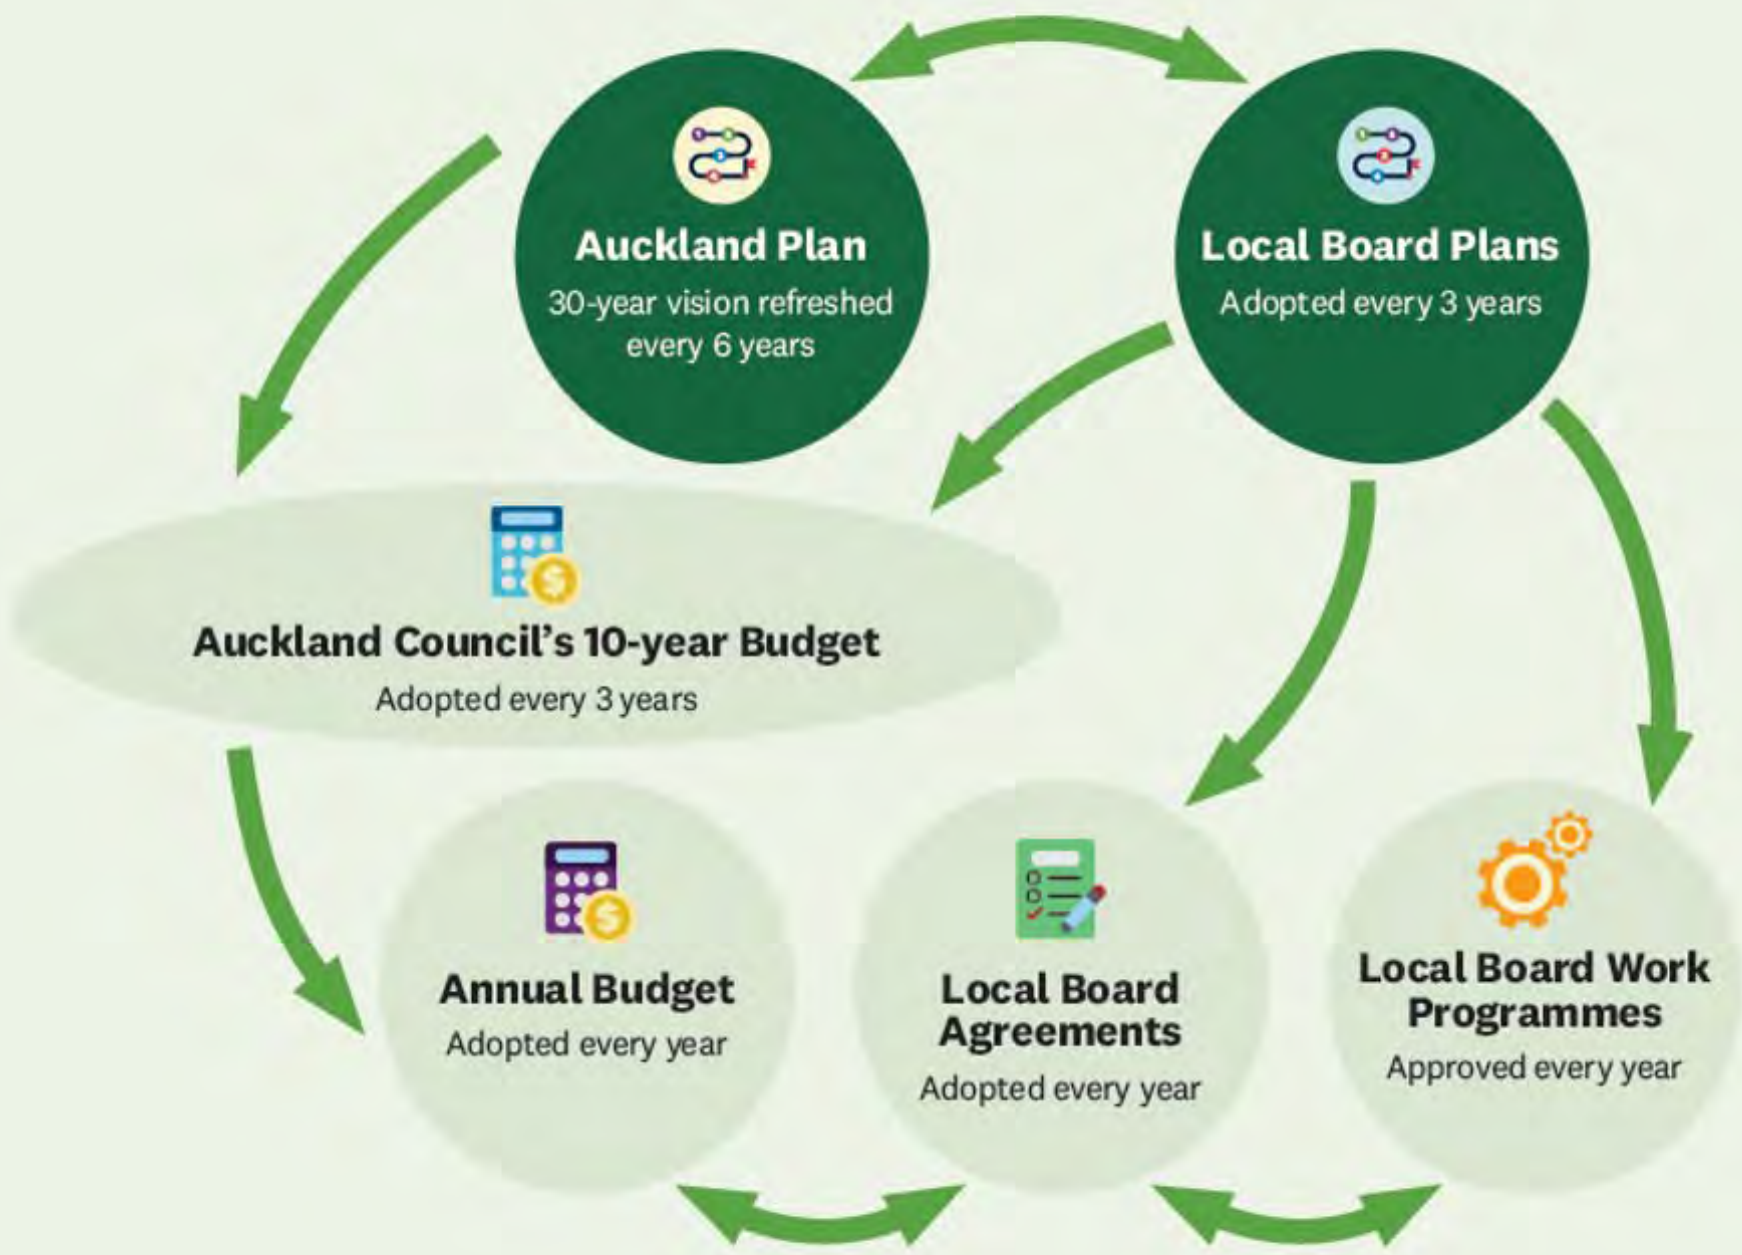 Auckland Plan
30-year vision refreshed
every 6 years
Local Board Plans
Adopted every 3 years
Auckland Council’s 10-year Budget
Adopted every 3 years
Annual Budget
Adopted every year
Local Board
Agreements
Adopted every year
Local Board Work
Programmes
Approved every year